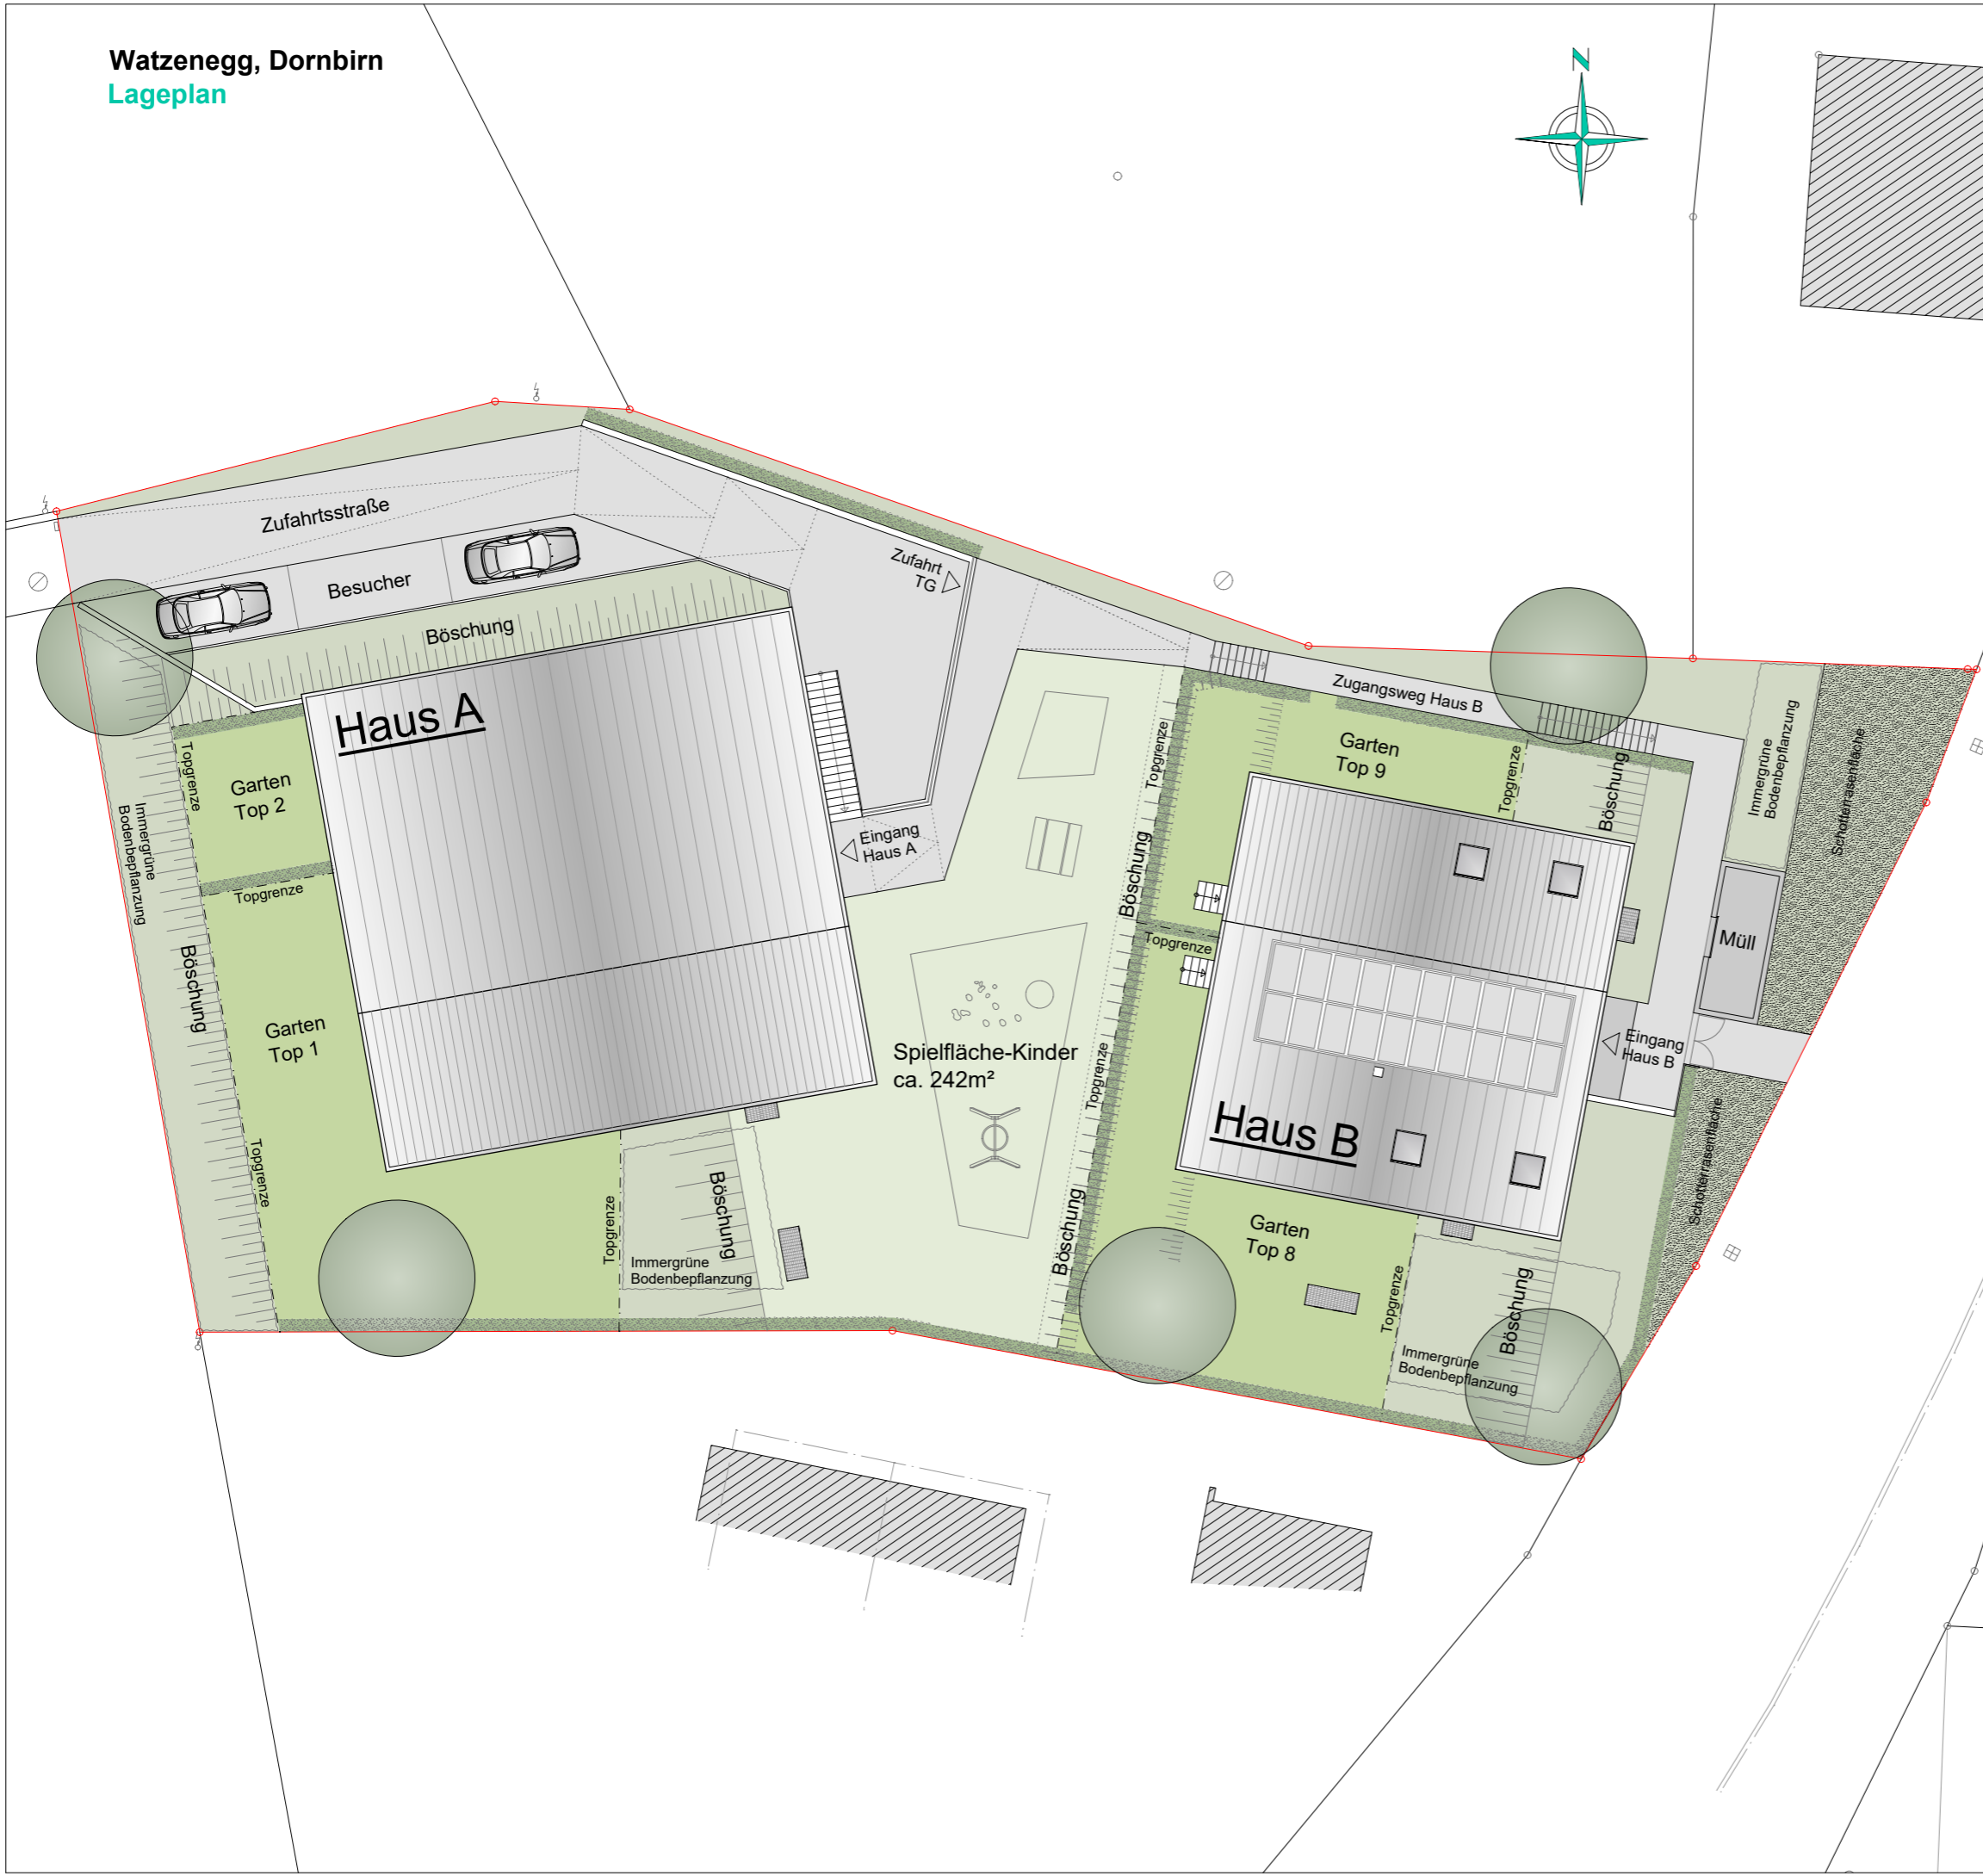 Watzenegg, Dornbirn
Lageplan
N
Zufahrtsstraße
Besucher
Böschung
Zufahrt
TG
Haus A
Garten
Top 2
Topgrenze
Immergrüne
Bodenbepflanzung
Topgrenze
Böschung
Garten
Top 1
Topgrenze
Eingang
Haus A
Spielfläche-Kinder
ca. 242m²
Topgrenze
Böschung
Immergrüne
Bodenbepflanzung
Zugangsweg Haus B
Garten
Top 9
Topgrenze
Topgrenze
Böschung
Böschung
Topgrenze
Immergrüne
Bodenbepflanzung
Schotterrasenfläche
Müll
Eingang
Haus B
Haus B
Topgrenze
Böschung
Garten
Top 8
Topgrenze
Böschung
Immergrüne
Bodenbepflanzung
Schotterrasenfläche